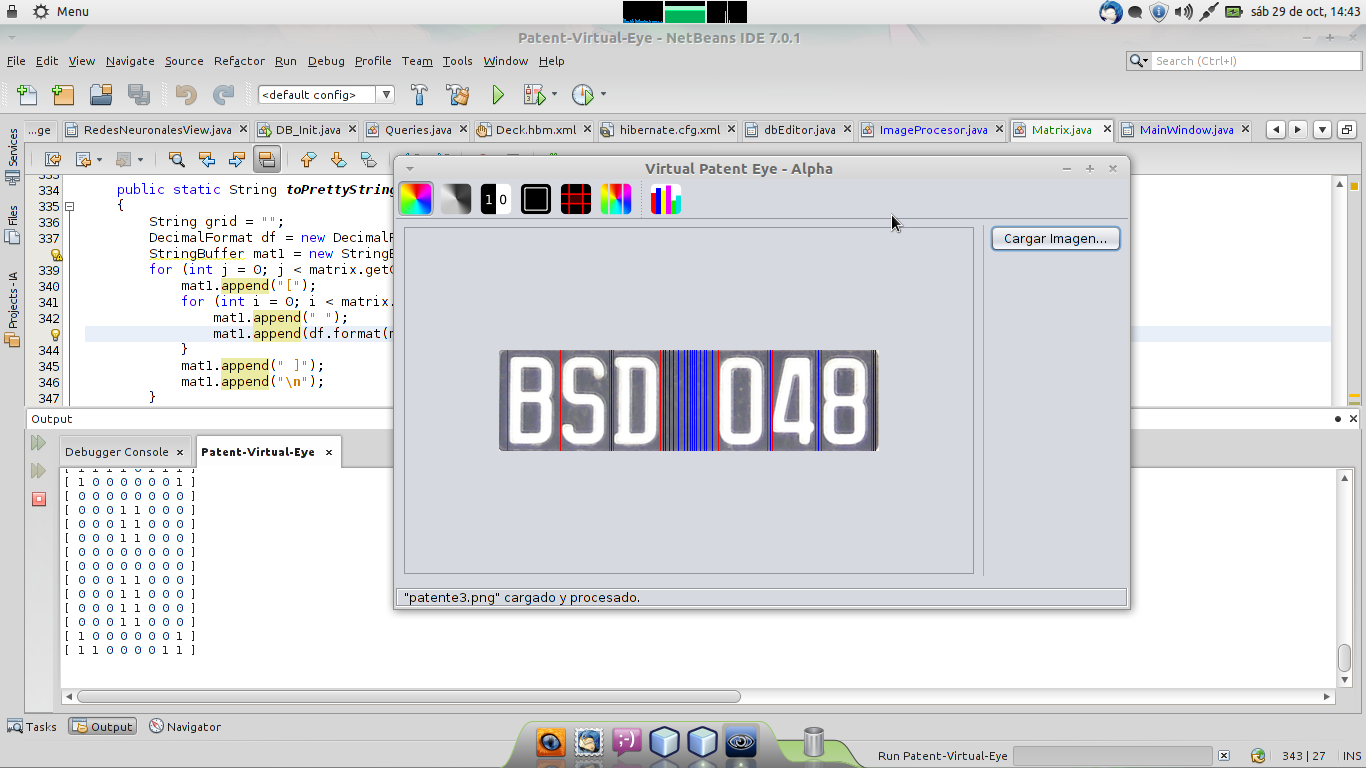 Menu
sáb 29 de oct, 14:43
Patent-Virtual-Eye - NetBeans IDE 7.0.1
File Edit View Navigate Source Refactor Run Debug Profile Team Tools Window Help
Search (Ctrl+I)
<default config>
...ge RedesNeuronalesView.java DB_Init.java Queries.java Deck.hbm.xml hibernate.cfg.xml dbEditor.java ImageProcesor.java Matrix.java MainWindow.java
Services
Files
Projects - IA
334 public static String toPrettyString
335 {
336 String grid = "";
337 DecimalFormat df = new DecimalF
StringBuffer mat1 = new StringB
339 for (int j = 0; j < matrix.getC
340 mat1.append("[");
341 for (int i = 0; i < matrix.
342 mat1.append(" ");
mat1.append(df.format(m
344 }
345 mat1.append(" ]");
346 mat1.append("\n");
347 }
Virtual Patent Eye - Alpha
1 0
Cargar Imagen...
BSD 048
"patente3.png" cargado y procesado.
Output
Debugger Console Patent-Virtual-Eye
[ 1 0 0 0 0 0 0 1 ]
[ 0 0 0 0 0 0 0 0 ]
[ 0 0 0 1 1 0 0 0 ]
[ 0 0 0 1 1 0 0 0 ]
[ 0 0 0 1 1 0 0 0 ]
[ 0 0 0 0 0 0 0 0 ]
[ 0 0 0 0 0 0 0 0 ]
[ 0 0 0 1 1 0 0 0 ]
[ 0 0 0 1 1 0 0 0 ]
[ 0 0 0 1 1 0 0 0 ]
[ 0 0 0 1 1 0 0 0 ]
[ 1 0 0 0 0 0 0 1 ]
[ 1 1 0 0 0 0 1 1 ]
Tasks Output Navigator
;-)
Run Patent-Virtual-Eye
343 | 27 INS